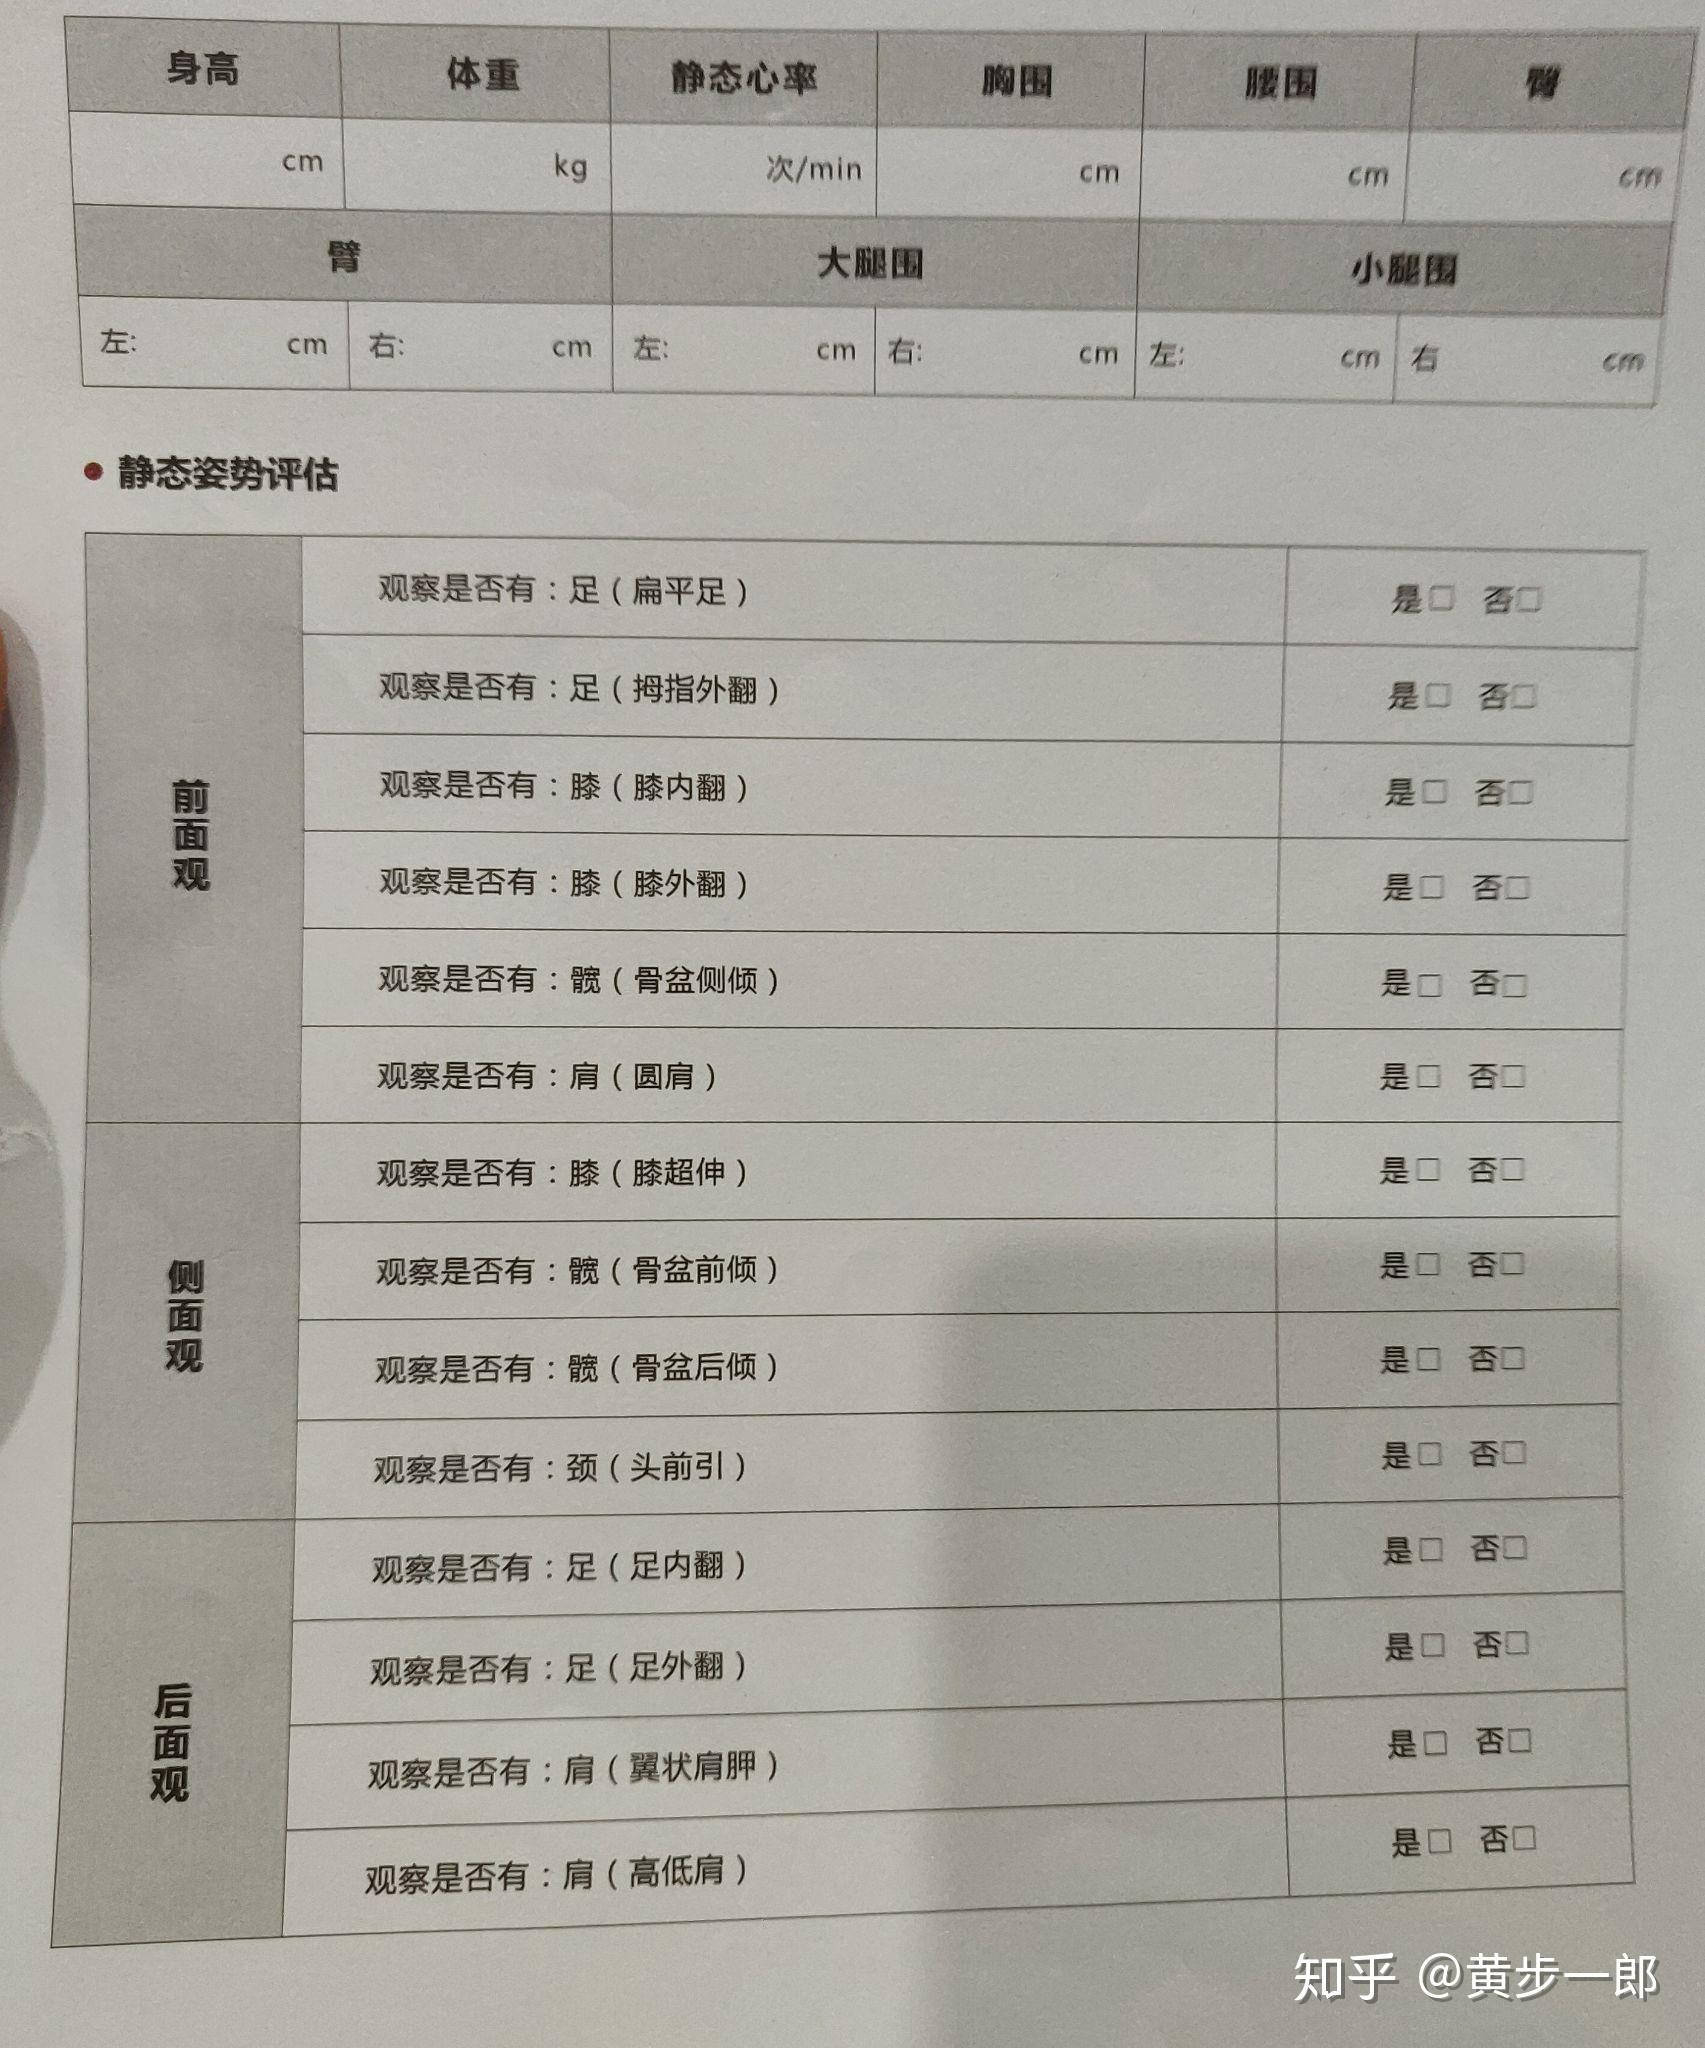 身高 体重 静态心率 胸围 腰围 臀
cm kg 次/min cm cm cm
臂 大腿围 小腿围
左: cm 右: cm 左: cm 右: cm 左: cm 右 cm
静态姿势评估
前面观
观察是否有：足（扁平足） 是□ 否□
观察是否有：足（拇指外翻） 是□ 否□
观察是否有：膝（膝内翻） 是□ 否□
观察是否有：膝（膝外翻） 是□ 否□
观察是否有：髋（骨盆侧倾） 是□ 否□
观察是否有：肩（圆肩） 是□ 否□
侧面观
观察是否有：膝（膝超伸） 是□ 否□
观察是否有：髋（骨盆前倾） 是□ 否□
观察是否有：髋（骨盆后倾） 是□ 否□
观察是否有：颈（头前引） 是□ 否□
后面观
观察是否有：足（足内翻） 是□ 否□
观察是否有：足（足外翻） 是□ 否□
观察是否有：肩（翼状肩胛） 是□ 否□
观察是否有：肩（高低肩） 是□ 否□
知乎 @黄步一郎